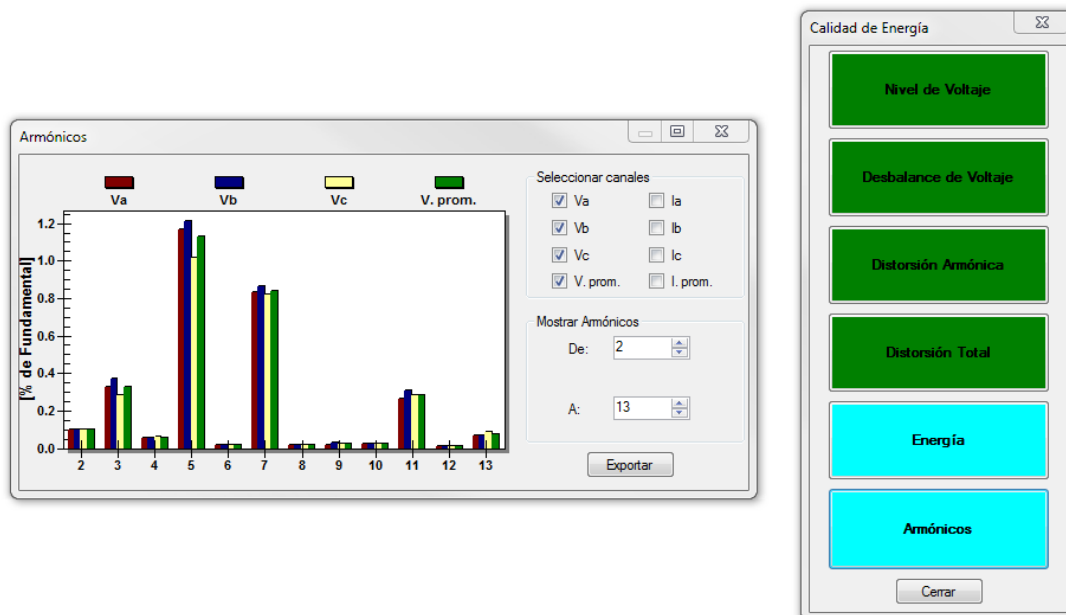 Armónicos
Va Vb Vc V. prom.
[% de Fundamental]
1.2
1.0
0.8
0.6
0.4
0.2
0.0
2 3 4 5 6 7 8 9 10 11 12 13
Seleccionar canales
Va Ia
Vb Ib
Vc Ic
V. prom. I. prom.
Mostrar Armónicos
De: 2
A: 13
Exportar
Calidad de Energía
Nivel de Voltaje
Desbalance de Voltaje
Distorsión Armónica
Distorsión Total
Energía
Armónicos
Cerrar